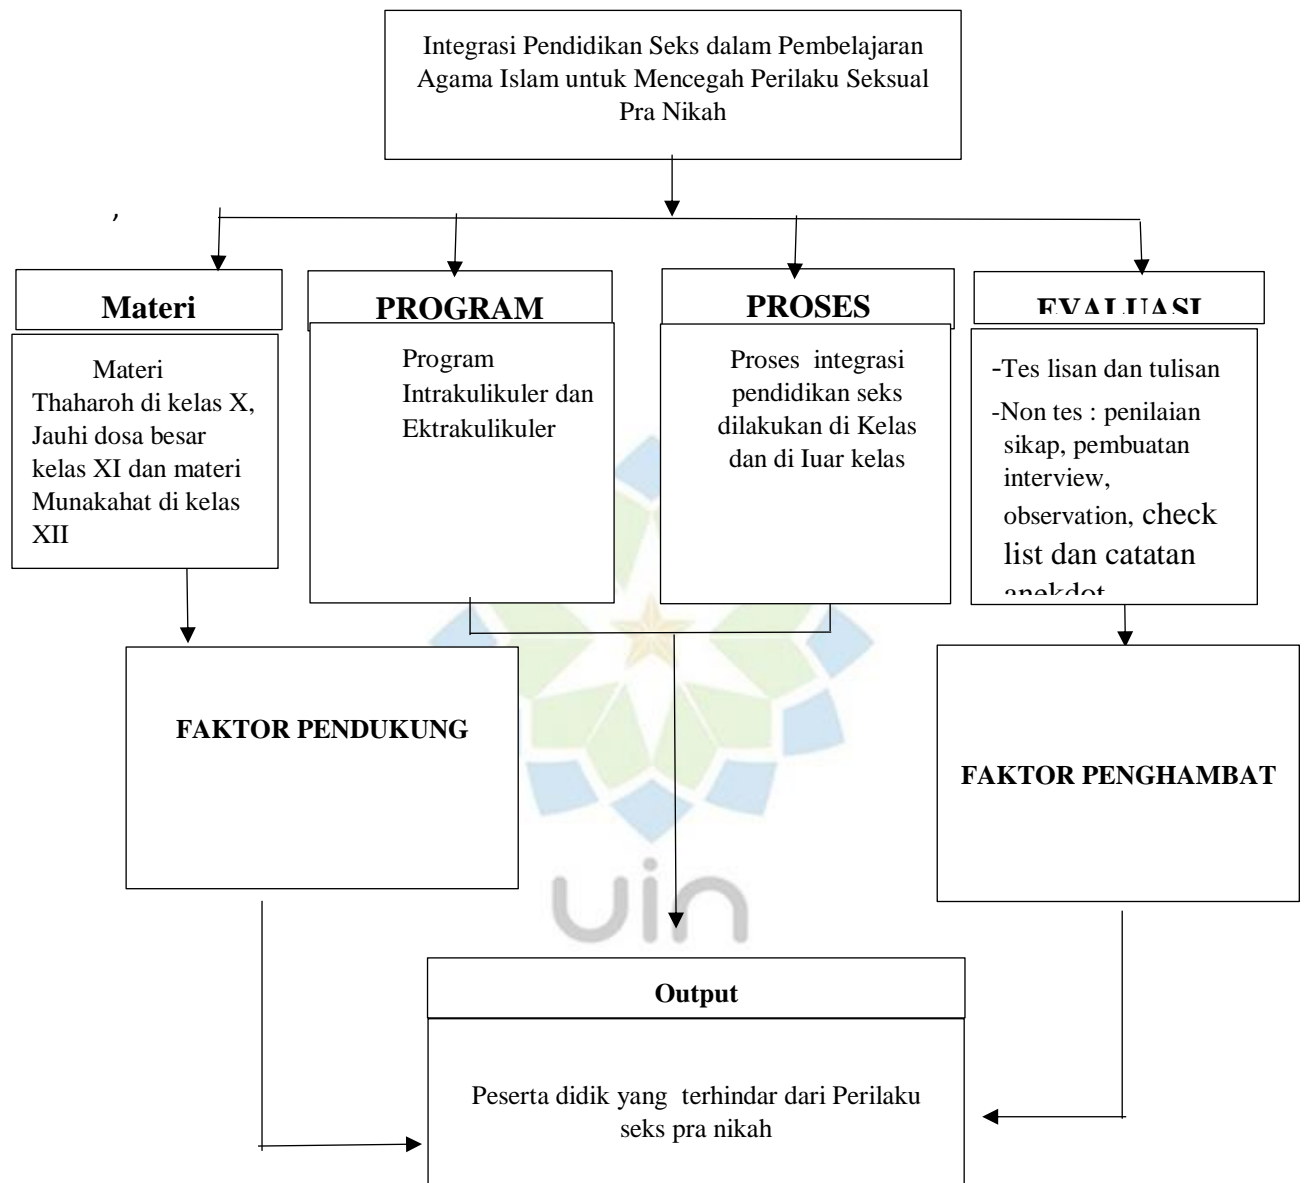 Integrasi Pendidikan Seks dalam Pembelajaran
Agama Islam untuk Mencegah Perilaku Seksual
Pra Nikah
,
Materi
PROGRAM
PROSES
EVALUASI
Materi
Thaharoh di kelas X,
Jauhi dosa besar
kelas XI dan materi
Munakahat di kelas
XII
Program
Intrakulikuler dan
Ektrakulikuler
Proses integrasi
pendidikan seks
dilakukan di Kelas
dan di Iuar kelas
-Tes lisan dan tulisan
-Non tes : penilaian
sikap, pembuatan
interview,
observation, check
list dan catatan
anekdot
FAKTOR PENDUKUNG
FAKTOR PENGHAMBAT
uin
Output
Peserta didik yang terhindar dari Perilaku
seks pra nikah